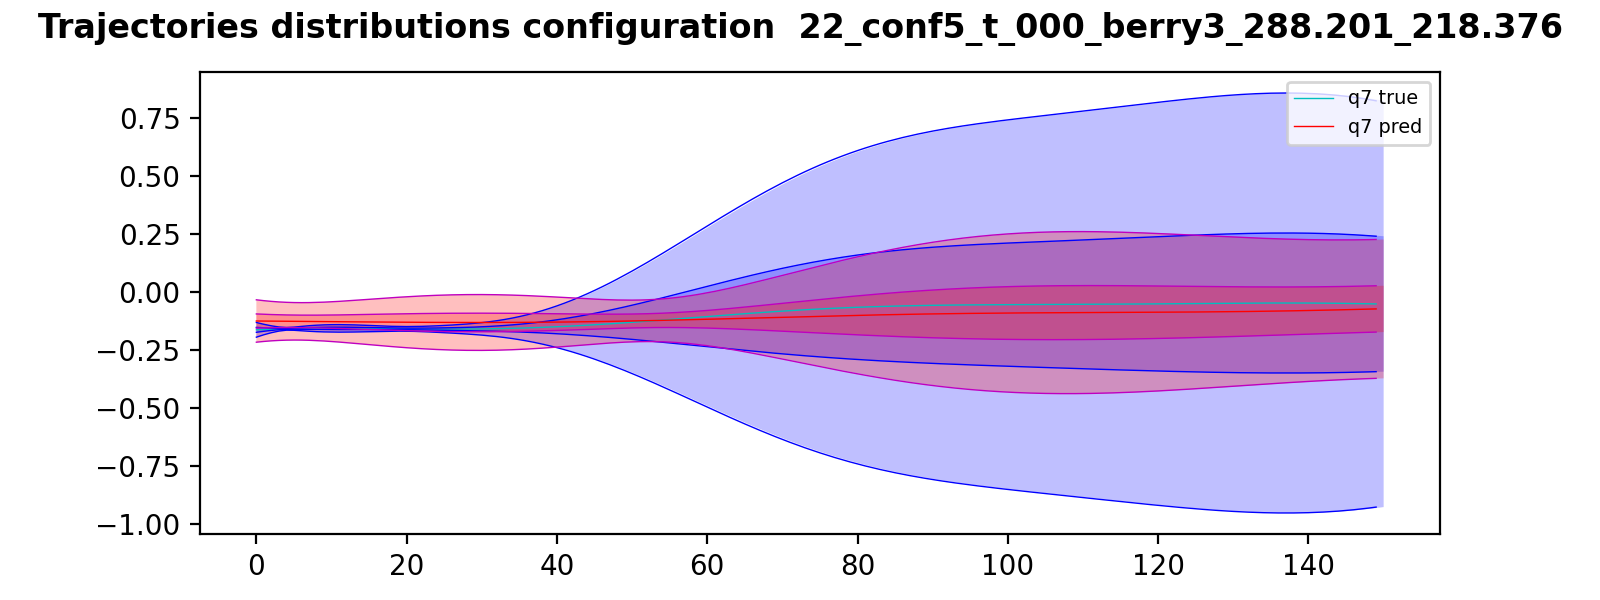 Trajectories distributions configuration  22_conf5_t_000_berry3_288.201_218.376
q7 true
q7 pred
0.75
0.50
0.25
0.00
−0.25
−0.50
−0.75
−1.00
0 20 40 60 80 100 120 140